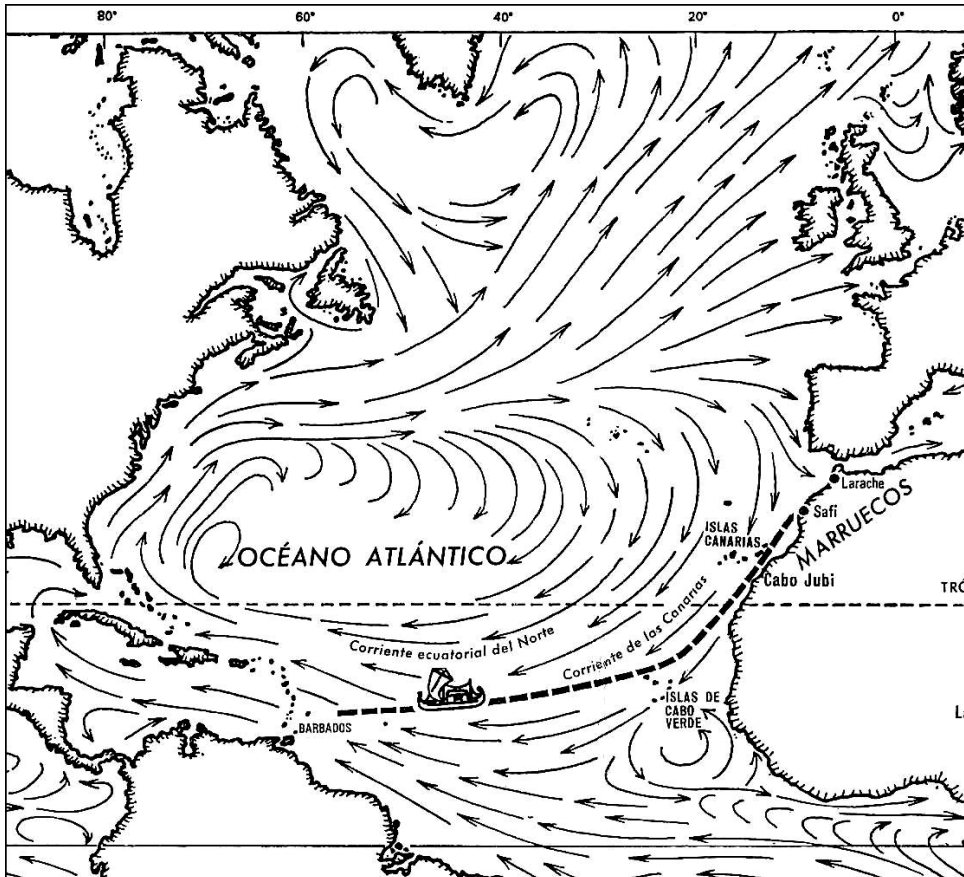 80°
60°
40°
20°
0°
Larache
Safí
MARRUECOS
ISLAS
CANARIAS
OCÉANO ATLÁNTICO
Cabo Jubi
TRÓ
Corriente de las Canarias
Corriente ecuatorial del Norte
ISLAS DE
CABO
VERDE
BARBADOS